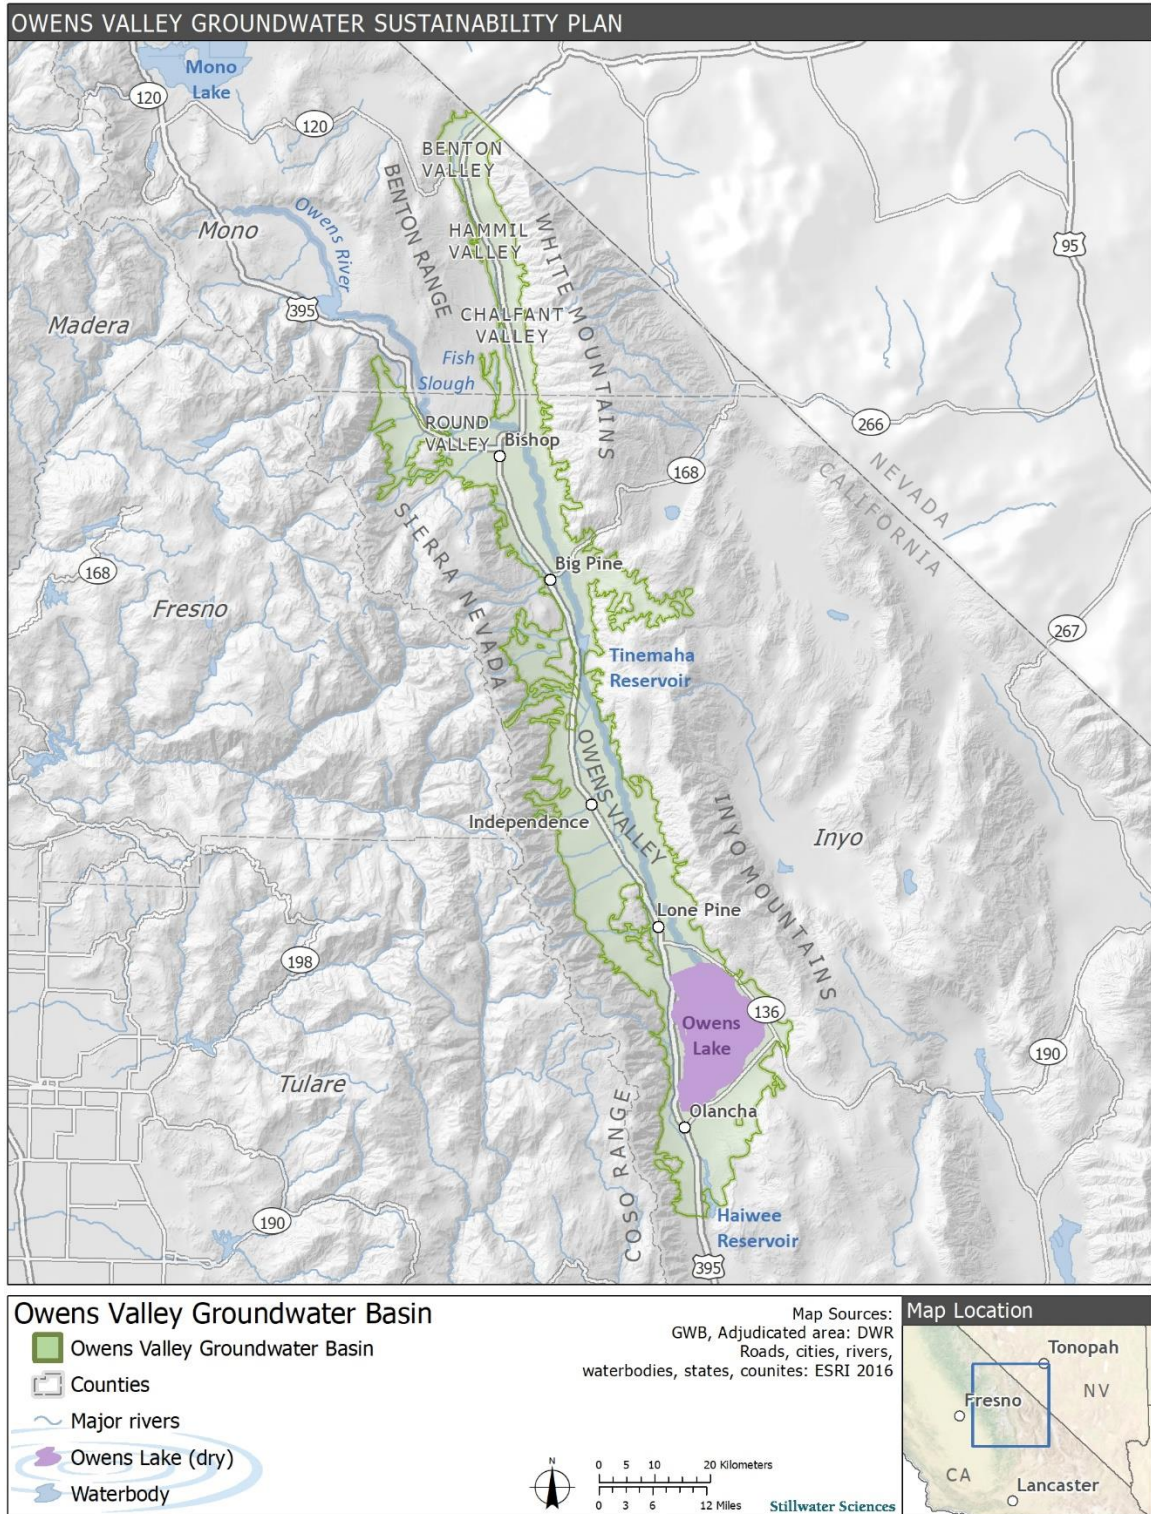 OWENS VALLEY GROUNDWATER SUSTAINABILITY PLAN
Mono
Lake
120
120
BENTON
VALLEY
BENTON RANGE
Owens River
Mono
HAMMIL
VALLEY
WHITE MOUNTAINS
95
395
CHALFANT
VALLEY
Madera
Fish
Slough
ROUND
VALLEY
Bishop
266
168
NEVADA
CALIFORNIA
SIERRA NEVADA
Big Pine
168
Fresno
267
Tinemaha
Reservoir
OWENS VALLEY
Independence
INYO MOUNTAINS
Inyo
Lone Pine
198
136
Owens
Lake
190
Tulare
Olancha
COSO RANGE
190
Haiwee
Reservoir
395
Owens Valley Groundwater Basin
Owens Valley Groundwater Basin
Counties
Major rivers
Owens Lake (dry)
Waterbody
Map Sources:
GWB, Adjudicated area: DWR
Roads, cities, rivers,
waterbodies, states, counites: ESRI 2016
N
0 5 10 20 Kilometers
0 3 6 12 Miles
Stillwater Sciences
Map Location
Tonopah
NV
Fresno
CA
Lancaster